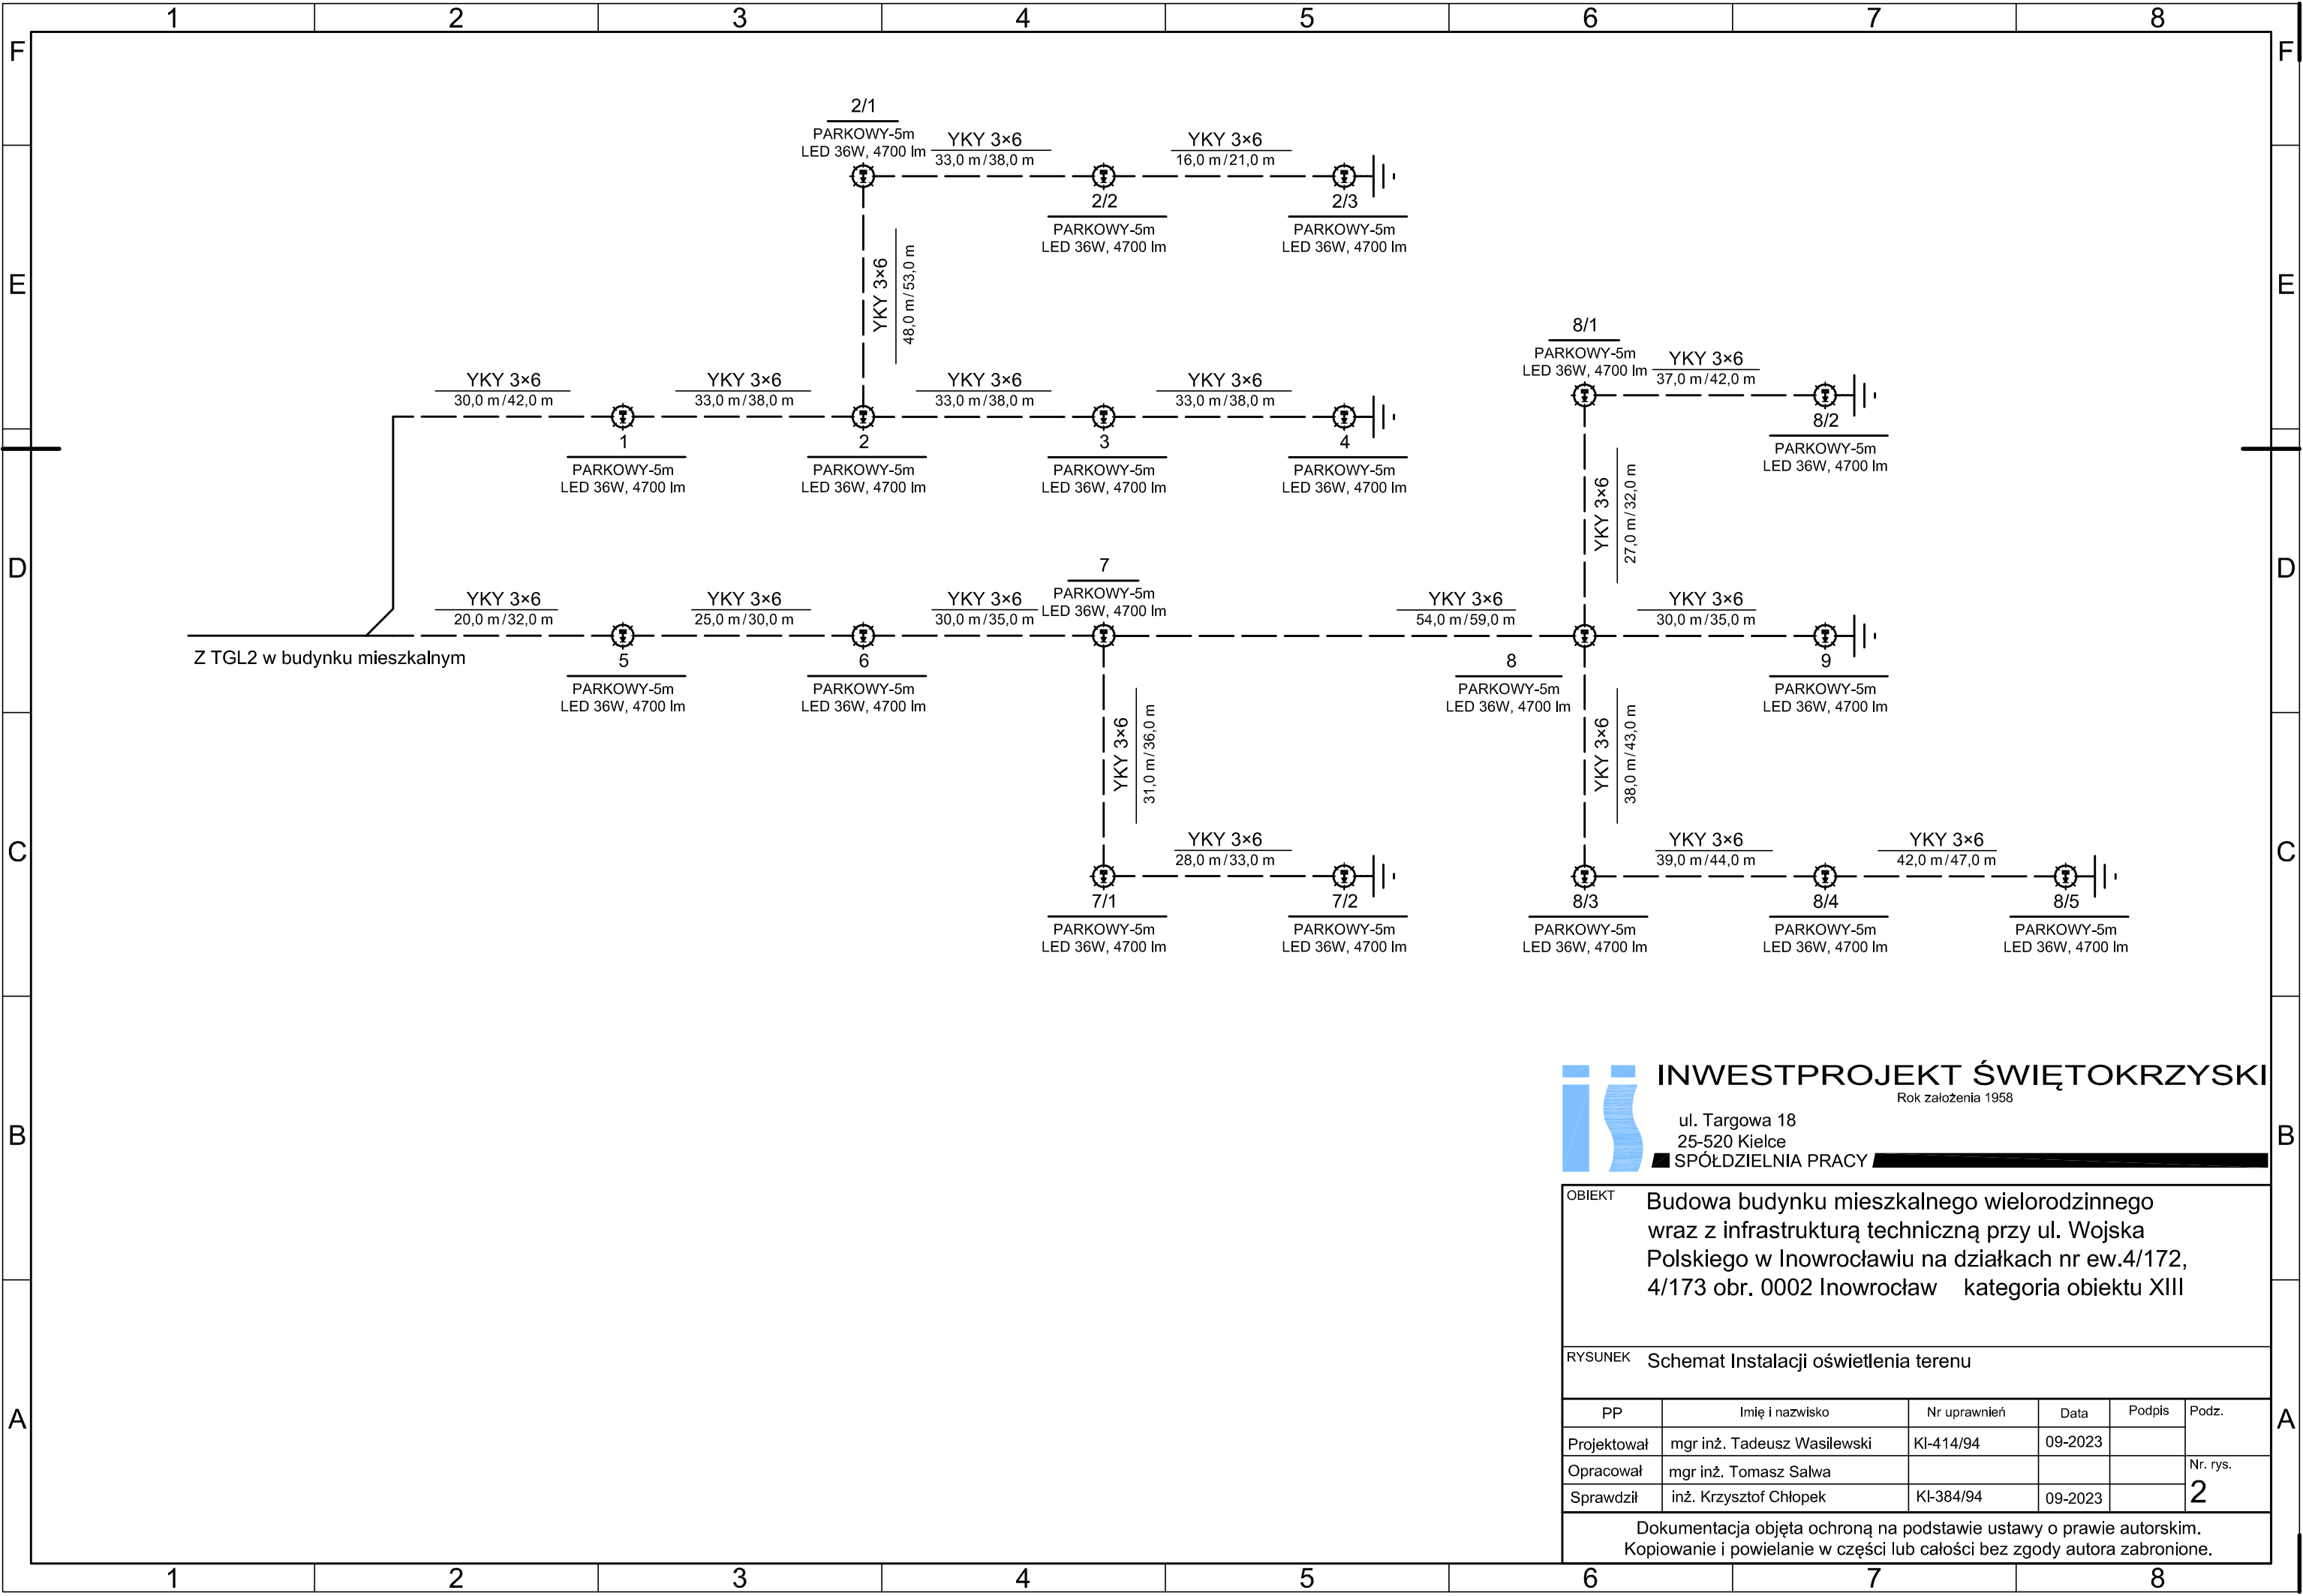 1 2 3 4 5 6 7 8
F F
E E
D D
C C
B B
A A
2/1
PARKOWY-5m
LED 36W, 4700 lm
YKY 3×6
33,0 m/38,0 m
YKY 3×6
16,0 m/21,0 m
2/2
PARKOWY-5m
LED 36W, 4700 lm
2/3
PARKOWY-5m
LED 36W, 4700 lm
YKY 3×6
48,0 m/53,0 m
8/1
PARKOWY-5m
LED 36W, 4700 lm
YKY 3×6
37,0 m/42,0 m
8/2
PARKOWY-5m
LED 36W, 4700 lm
YKY 3×6
30,0 m/42,0 m
YKY 3×6
33,0 m/38,0 m
YKY 3×6
33,0 m/38,0 m
YKY 3×6
33,0 m/38,0 m
1
PARKOWY-5m
LED 36W, 4700 lm
2
PARKOWY-5m
LED 36W, 4700 lm
3
PARKOWY-5m
LED 36W, 4700 lm
4
PARKOWY-5m
LED 36W, 4700 lm
YKY 3×6
27,0 m/32,0 m
Z TGL2 w budynku mieszkalnym
YKY 3×6
20,0 m/32,0 m
YKY 3×6
25,0 m/30,0 m
YKY 3×6
30,0 m/35,0 m
7
PARKOWY-5m
LED 36W, 4700 lm
YKY 3×6
54,0 m/59,0 m
YKY 3×6
30,0 m/35,0 m
5
PARKOWY-5m
LED 36W, 4700 lm
6
PARKOWY-5m
LED 36W, 4700 lm
8
PARKOWY-5m
LED 36W, 4700 lm
9
PARKOWY-5m
LED 36W, 4700 lm
YKY 3×6
31,0 m/36,0 m
YKY 3×6
38,0 m/43,0 m
YKY 3×6
28,0 m/33,0 m
YKY 3×6
39,0 m/44,0 m
YKY 3×6
42,0 m/47,0 m
7/1
PARKOWY-5m
LED 36W, 4700 lm
7/2
PARKOWY-5m
LED 36W, 4700 lm
8/3
PARKOWY-5m
LED 36W, 4700 lm
8/4
PARKOWY-5m
LED 36W, 4700 lm
8/5
PARKOWY-5m
LED 36W, 4700 lm
INWESTPROJEKT ŚWIĘTOKRZYSKI
Rok założenia 1958
ul. Targowa 18
25-520 Kielce
SPÓŁDZIELNIA PRACY
OBIEKT
Budowa budynku mieszkalnego wielorodzinnego
wraz z infrastrukturą techniczną przy ul. Wojska
Polskiego w Inowrocławiu na działkach nr ew.4/172,
4/173 obr. 0002 Inowrocław kategoria obiektu XIII
RYSUNEK Schemat Instalacji oświetlenia terenu
PP Imię i nazwisko Nr uprawnień Data Podpis Podz.
Projektował mgr inż. Tadeusz Wasilewski KI-414/94 09-2023
Opracował mgr inż. Tomasz Salwa
Nr. rys.
2
Sprawdził inż. Krzysztof Chłopek KI-384/94 09-2023
Dokumentacja objęta ochroną na podstawie ustawy o prawie autorskim.
Kopiowanie i powielanie w części lub całości bez zgody autora zabronione.
1 2 3 4 5 6 7 8